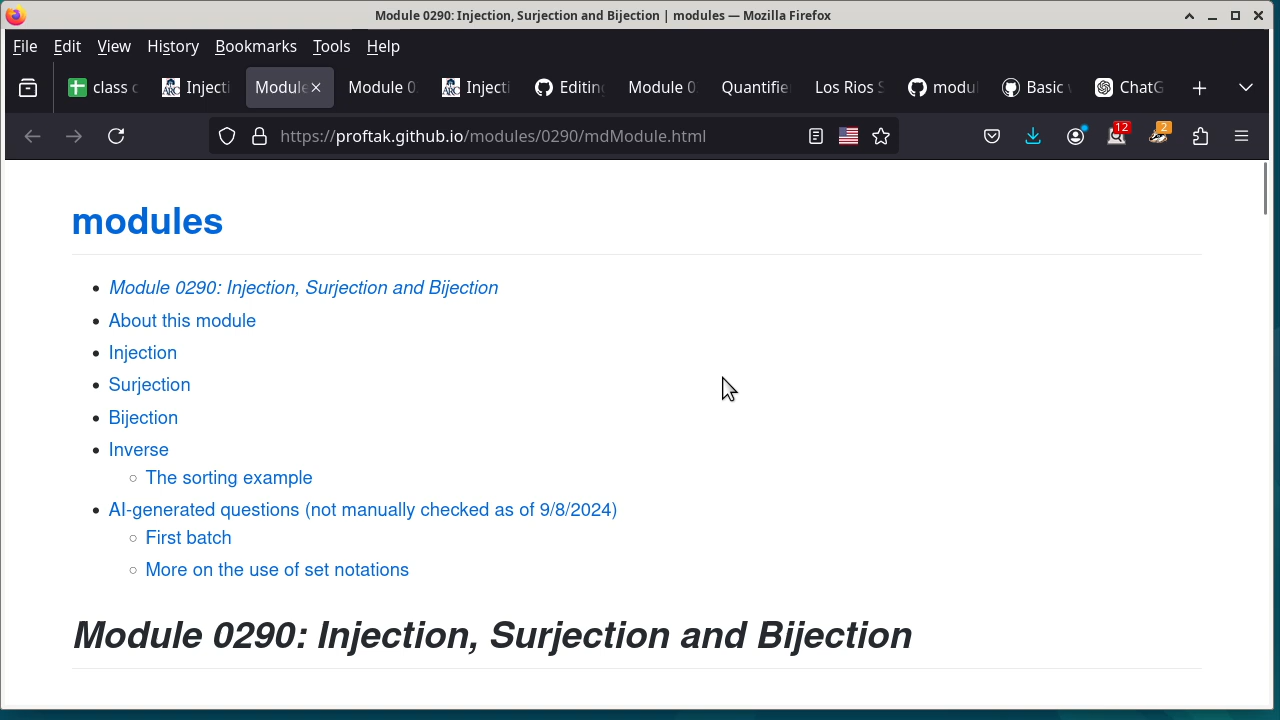 Module 0290: Injection, Surjection and Bijection | modules — Mozilla Firefox
File Edit View History Bookmarks Tools Help
class Injecti Module Module 0 Injecti Editing Module 0 Quantifie Los Rios modu Basic ChatG
https://proftak.github.io/modules/0290/mdModule.html 12 2
modules
Module 0290: Injection, Surjection and Bijection
About this module
Injection
Surjection
Bijection
Inverse
The sorting example
AI-generated questions (not manually checked as of 9/8/2024)
First batch
More on the use of set notations
Module 0290: Injection, Surjection and Bijection